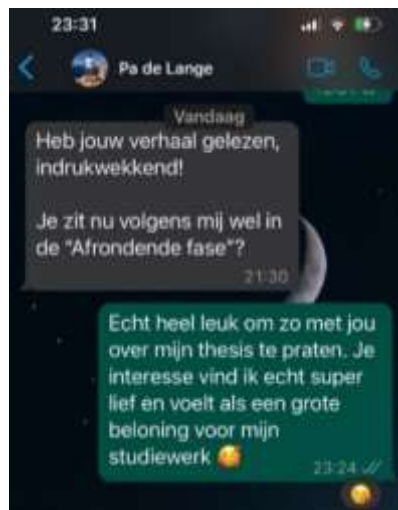 23:31
Pa de Lange
Vandaag
Heb jouw verhaal gelezen,
indrukwekkend!
Je zit nu volgens mij wel in
de "Afrondende fase"?
21:30
Echt heel leuk om zo met jou
over mijn thesis te praten. Je
interesse vind ik echt super
lief en voelt als een grote
beloning voor mijn
studiewerk 🥰
23:24